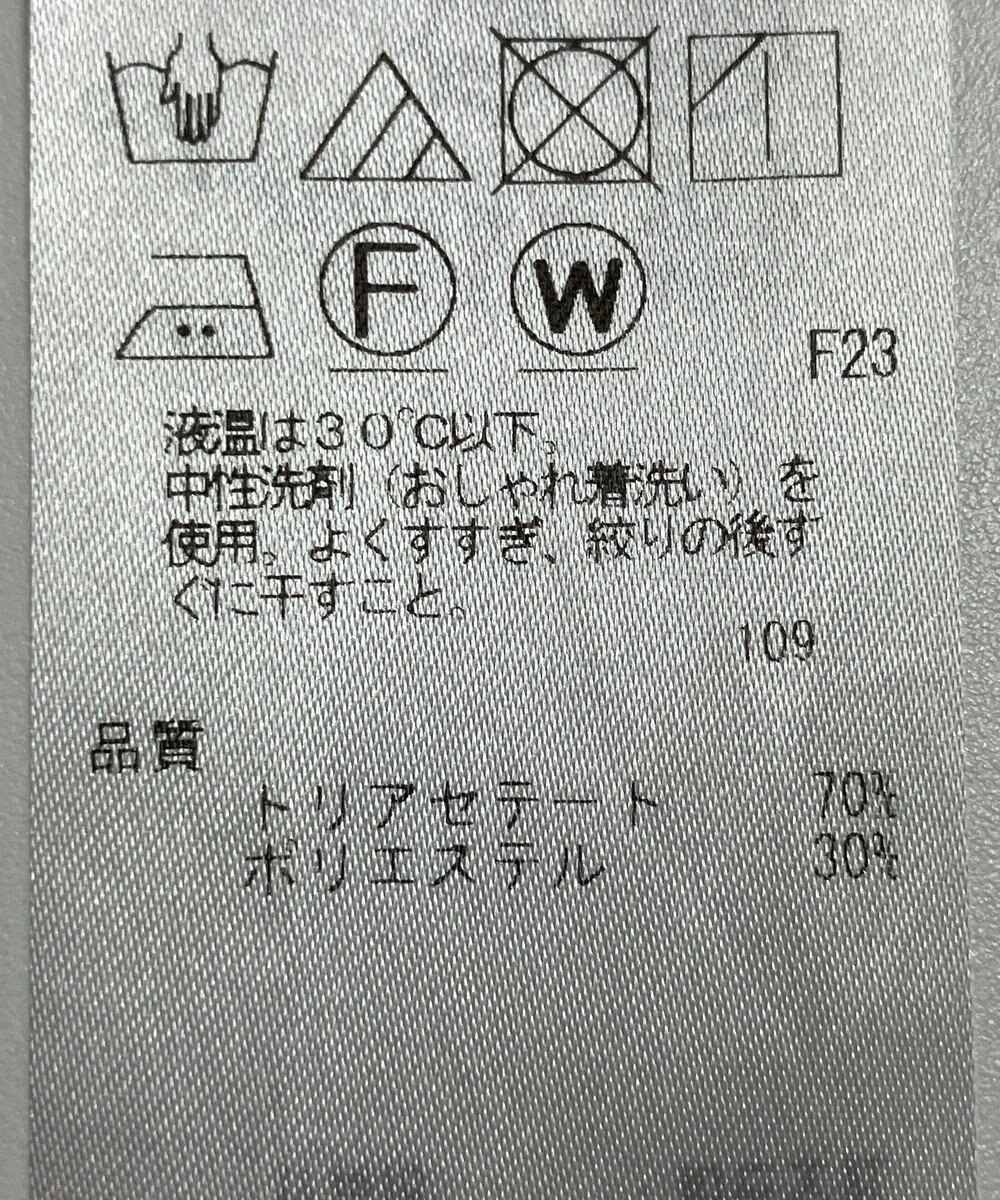 F W
F23
液温は30℃以下。
中性洗剤（おしゃれ着洗い）を
使用。よくすすぎ、絞りの後す
ぐに干すこと。
109
品質
トリアセテート 70%
ポリエステル 30%